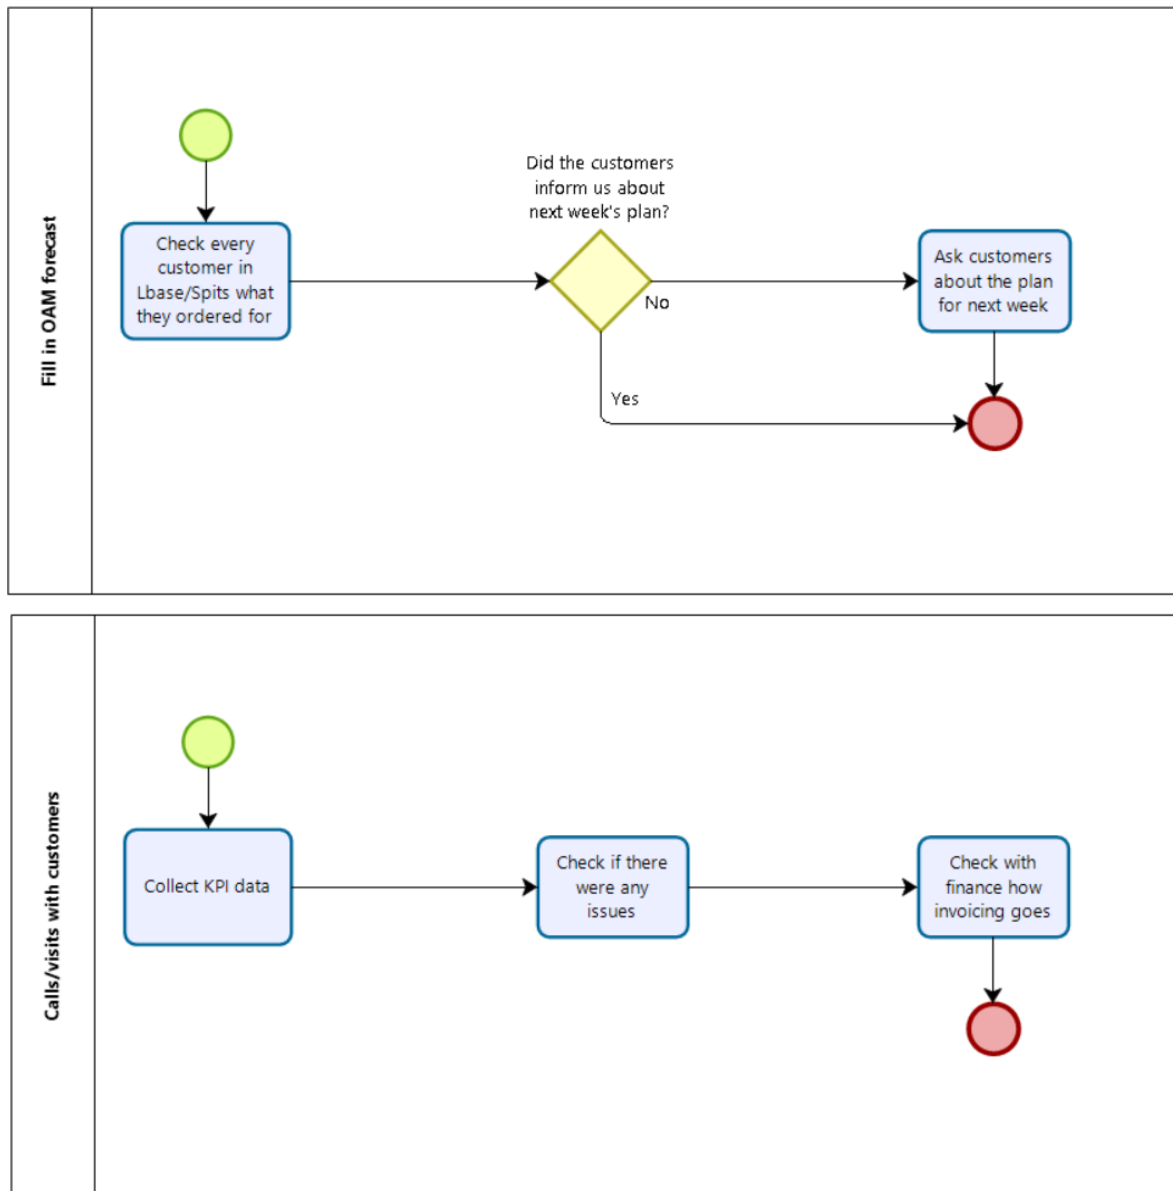 Fill in OAM forecast
Did the customers
inform us about
next week's plan?
Check every
customer in
Lbase/Spits what
they ordered for
No
Ask customers
about the plan
for next week
Yes
Calls/visits with customers
Collect KPI data
Check if there
were any
issues
Check with
finance how
invoicing goes